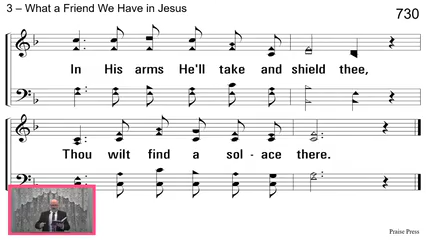 3 – What a Friend We Have in Jesus
730
In His arms He'll take and shield thee,
Thou wilt find a sol - ace there.
Praise Press